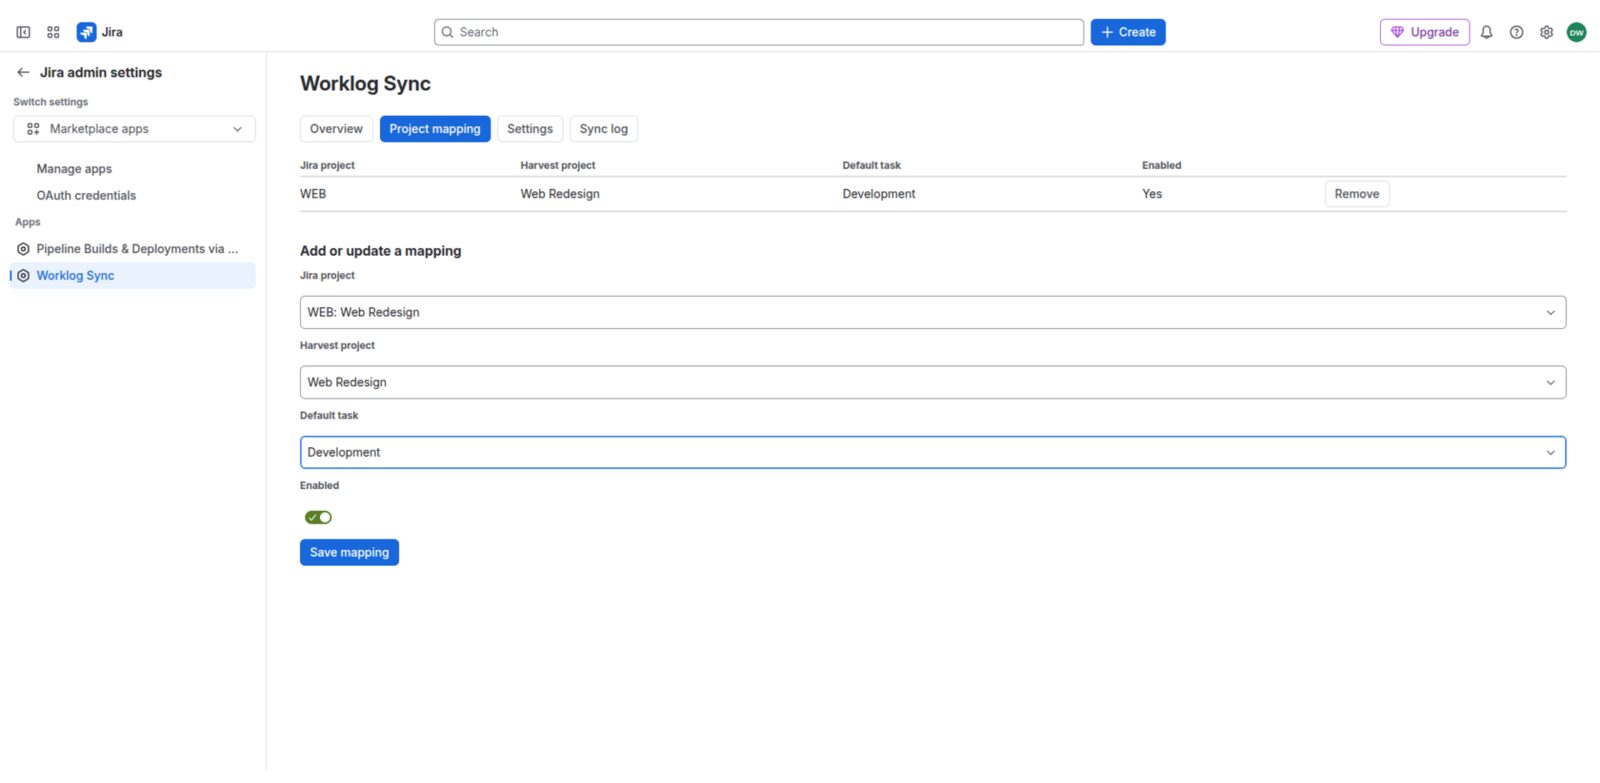 Jira
Search
Create
Upgrade
DW
Jira admin settings
Switch settings
Marketplace apps
Manage apps
OAuth credentials
Apps
Pipeline Builds & Deployments via ...
Worklog Sync
Worklog Sync
Overview Project mapping Settings Sync log
Jira project Harvest project Default task Enabled
WEB Web Redesign Development Yes Remove
Add or update a mapping
Jira project
WEB: Web Redesign
Harvest project
Web Redesign
Default task
Development
Enabled
Save mapping